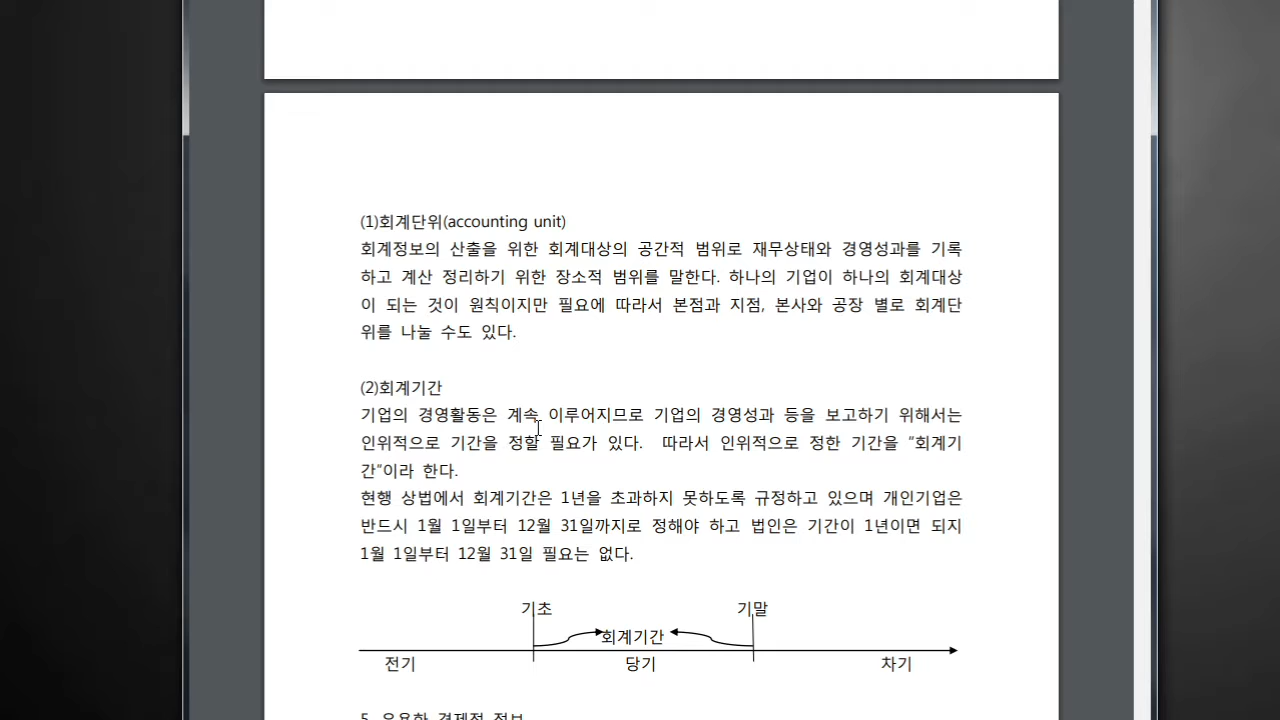 (1)회계단위(accounting unit)
회계정보의 산출을 위한 회계대상의 공간적 범위로 재무상태와 경영성과를 기록
하고 계산 정리하기 위한 장소적 범위를 말한다. 하나의 기업이 하나의 회계대상
이 되는 것이 원칙이지만 필요에 따라서 본점과 지점, 본사와 공장 별로 회계단
위를 나눌 수도 있다.
(2)회계기간
기업의 경영활동은 계속 이루어지므로 기업의 경영성과 등을 보고하기 위해서는
인위적으로 기간을 정할 필요가 있다. 따라서 인위적으로 정한 기간을 "회계기
간"이라 한다.
현행 상법에서 회계기간은 1년을 초과하지 못하도록 규정하고 있으며 개인기업은
반드시 1월 1일부터 12월 31일까지로 정해야 하고 법인은 기간이 1년이면 되지
1월 1일부터 12월 31일 필요는 없다.
기초 기말
회계기간
전기 당기 차기
5. 유용한 경제적 정보